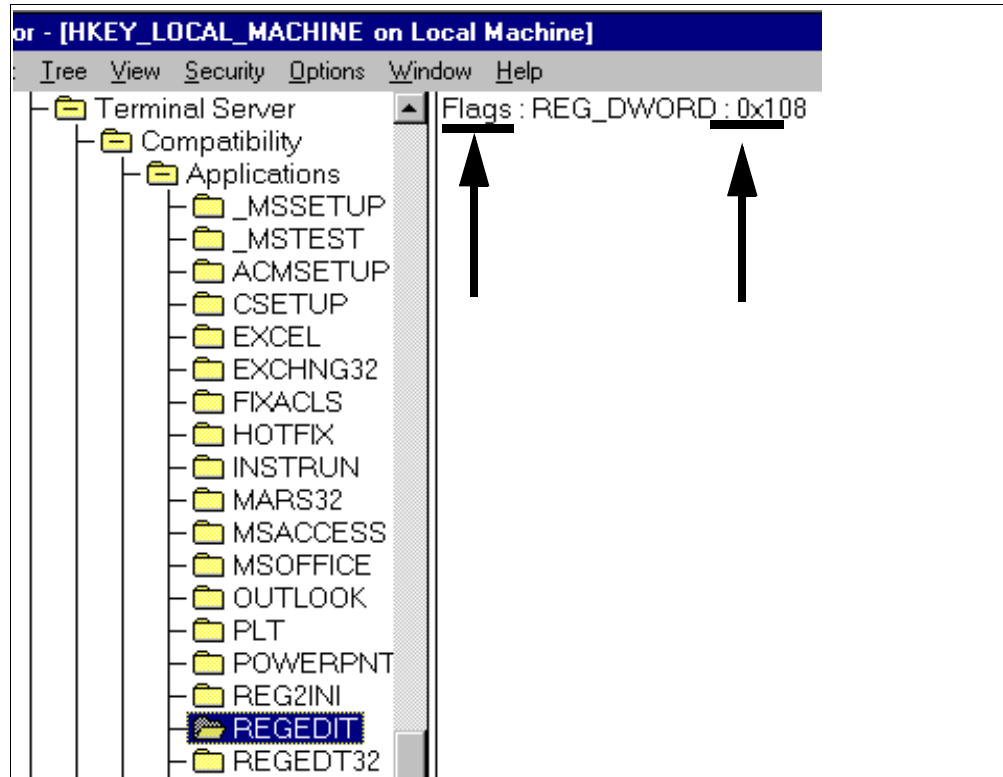 or - [HKEY_LOCAL_MACHINE on Local Machine]
: Tree View Security Options Window Help
Terminal Server
Compatibility
Applications
_MSSETUP
_MSTEST
ACMSETUP
CSETUP
EXCEL
EXCHNG32
FIXACLS
HOTFIX
INSTRUN
MARS32
MSACCESS
MSOFFICE
OUTLOOK
PLT
POWERPNT
REG2INI
REGEDIT
REGEDT32
Flags : REG_DWORD : 0x108